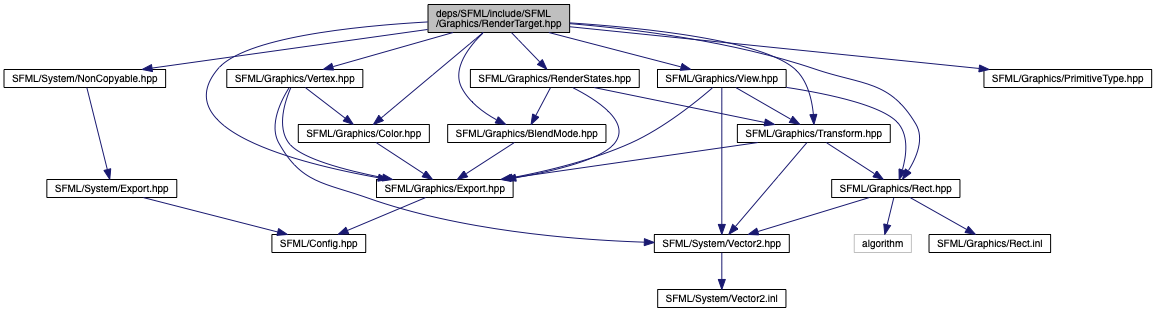 deps/SFML/include/SFML
/Graphics/RenderTarget.hpp
SFML/System/NonCopyable.hpp
SFML/Graphics/Vertex.hpp
SFML/Graphics/RenderStates.hpp
SFML/Graphics/View.hpp
SFML/Graphics/PrimitiveType.hpp
SFML/Graphics/Color.hpp
SFML/Graphics/BlendMode.hpp
SFML/Graphics/Transform.hpp
SFML/System/Export.hpp
SFML/Graphics/Export.hpp
SFML/Graphics/Rect.hpp
SFML/Config.hpp
SFML/System/Vector2.hpp
algorithm
SFML/Graphics/Rect.inl
SFML/System/Vector2.inl